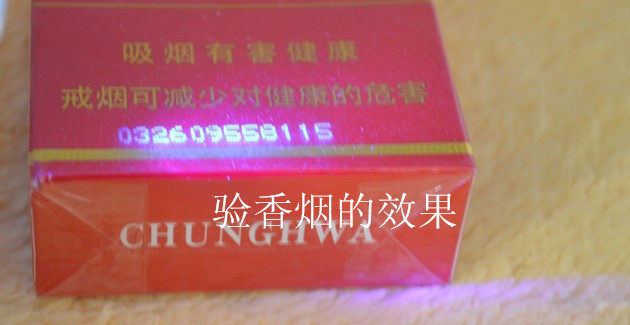 吸烟有害健康
戒烟可减少对健康的危害
032609558115
验香烟的效果
CHUNGHWA